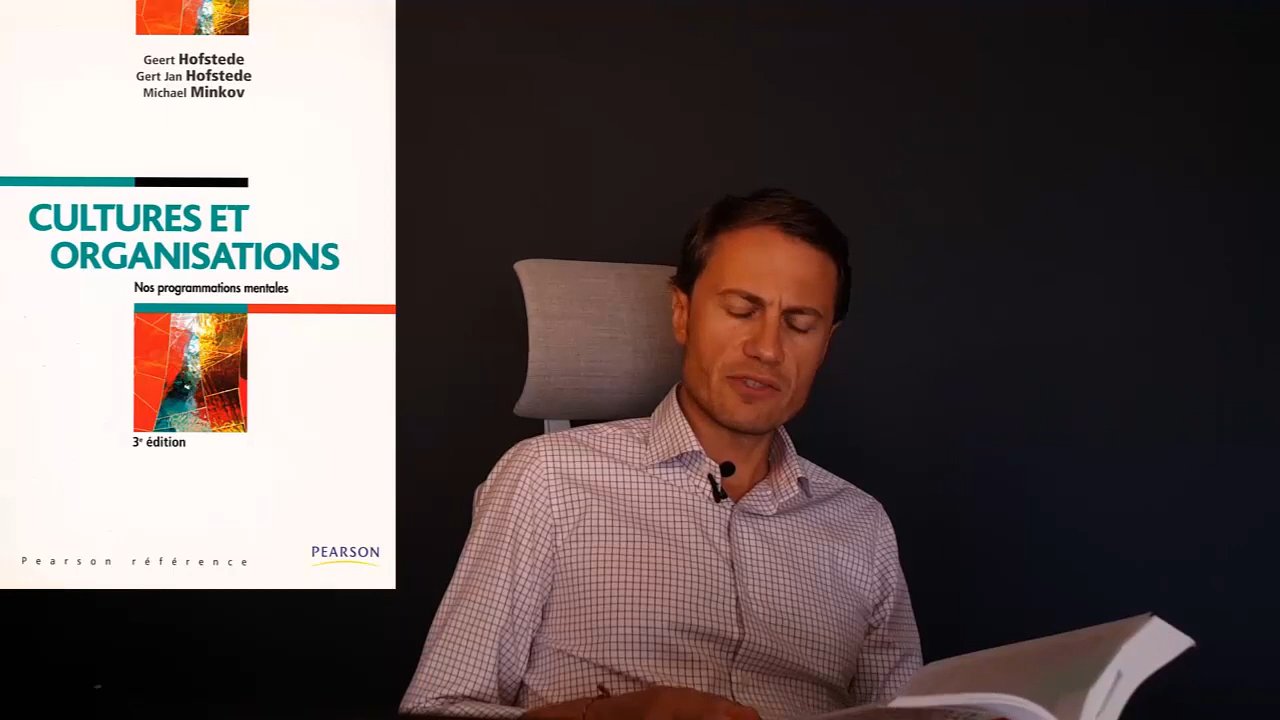 Geert Hofstede
Gert Jan Hofstede
Michael Minkov
CULTURES ET
ORGANISATIONS
Nos programmations mentales
3e édition
Pearson référence
PEARSON